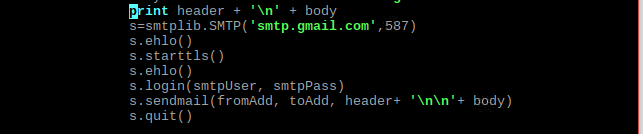 print header + '\n' + body
s=smtplib.SMTP('smtp.gmail.com',587)
s.ehlo()
s.starttls()
s.ehlo()
s.login(smtpUser, smtpPass)
s.sendmail(fromAdd, toAdd, header+ '\n\n'+ body)
s.quit()